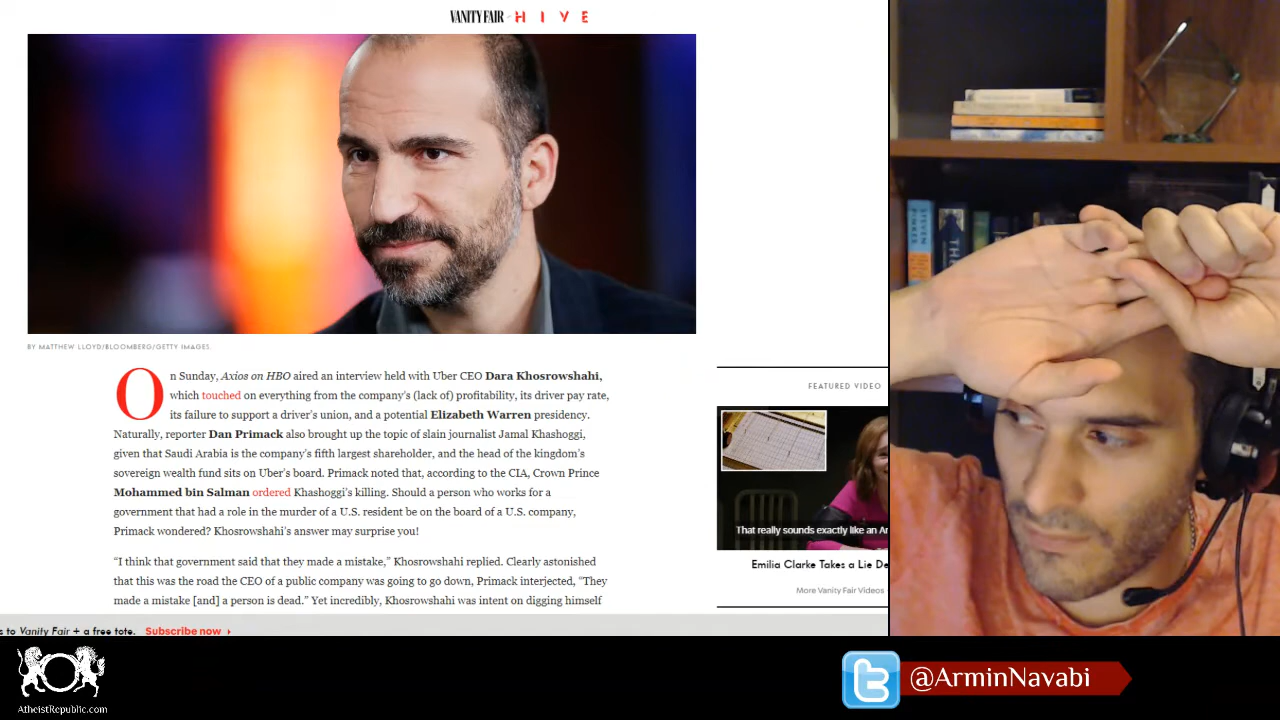 VANITY FAIR HIVE
BY MATTHEW LLOYD/BLOOMBERG/GETTY IMAGES.
On Sunday, Axios on HBO aired an interview held with Uber CEO Dara Khosrowshahi,
which touched on everything from the company's (lack of) profitability, its driver pay rate,
its failure to support a driver's union, and a potential Elizabeth Warren presidency.
Naturally, reporter Dan Primack also brought up the topic of slain journalist Jamal Khashoggi,
given that Saudi Arabia is the company's fifth largest shareholder, and the head of the kingdom's
sovereign wealth fund sits on Uber's board. Primack noted that, according to the CIA, Crown Prince
Mohammed bin Salman ordered Khashoggi's killing. Should a person who works for a
government that had a role in the murder of a U.S. resident be on the board of a U.S. company,
Primack wondered? Khosrowshahi's answer may surprise you!
“I think that government said that they made a mistake,” Khosrowshahi replied. Clearly astonished
that this was the road the CEO of a public company was going to go down, Primack interjected, “They
made a mistake [and] a person is dead.” Yet incredibly, Khosrowshahi was intent on digging himself
FEATURED VIDEO
That really sounds exactly like an Ar
Emilia Clarke Takes a Lie De
More Vanity Fair Videos
s to Vanity Fair + a free tote. Subscribe now
STEVEN
PINKER
THE
AtheistRepublic.com
@ArminNavabi